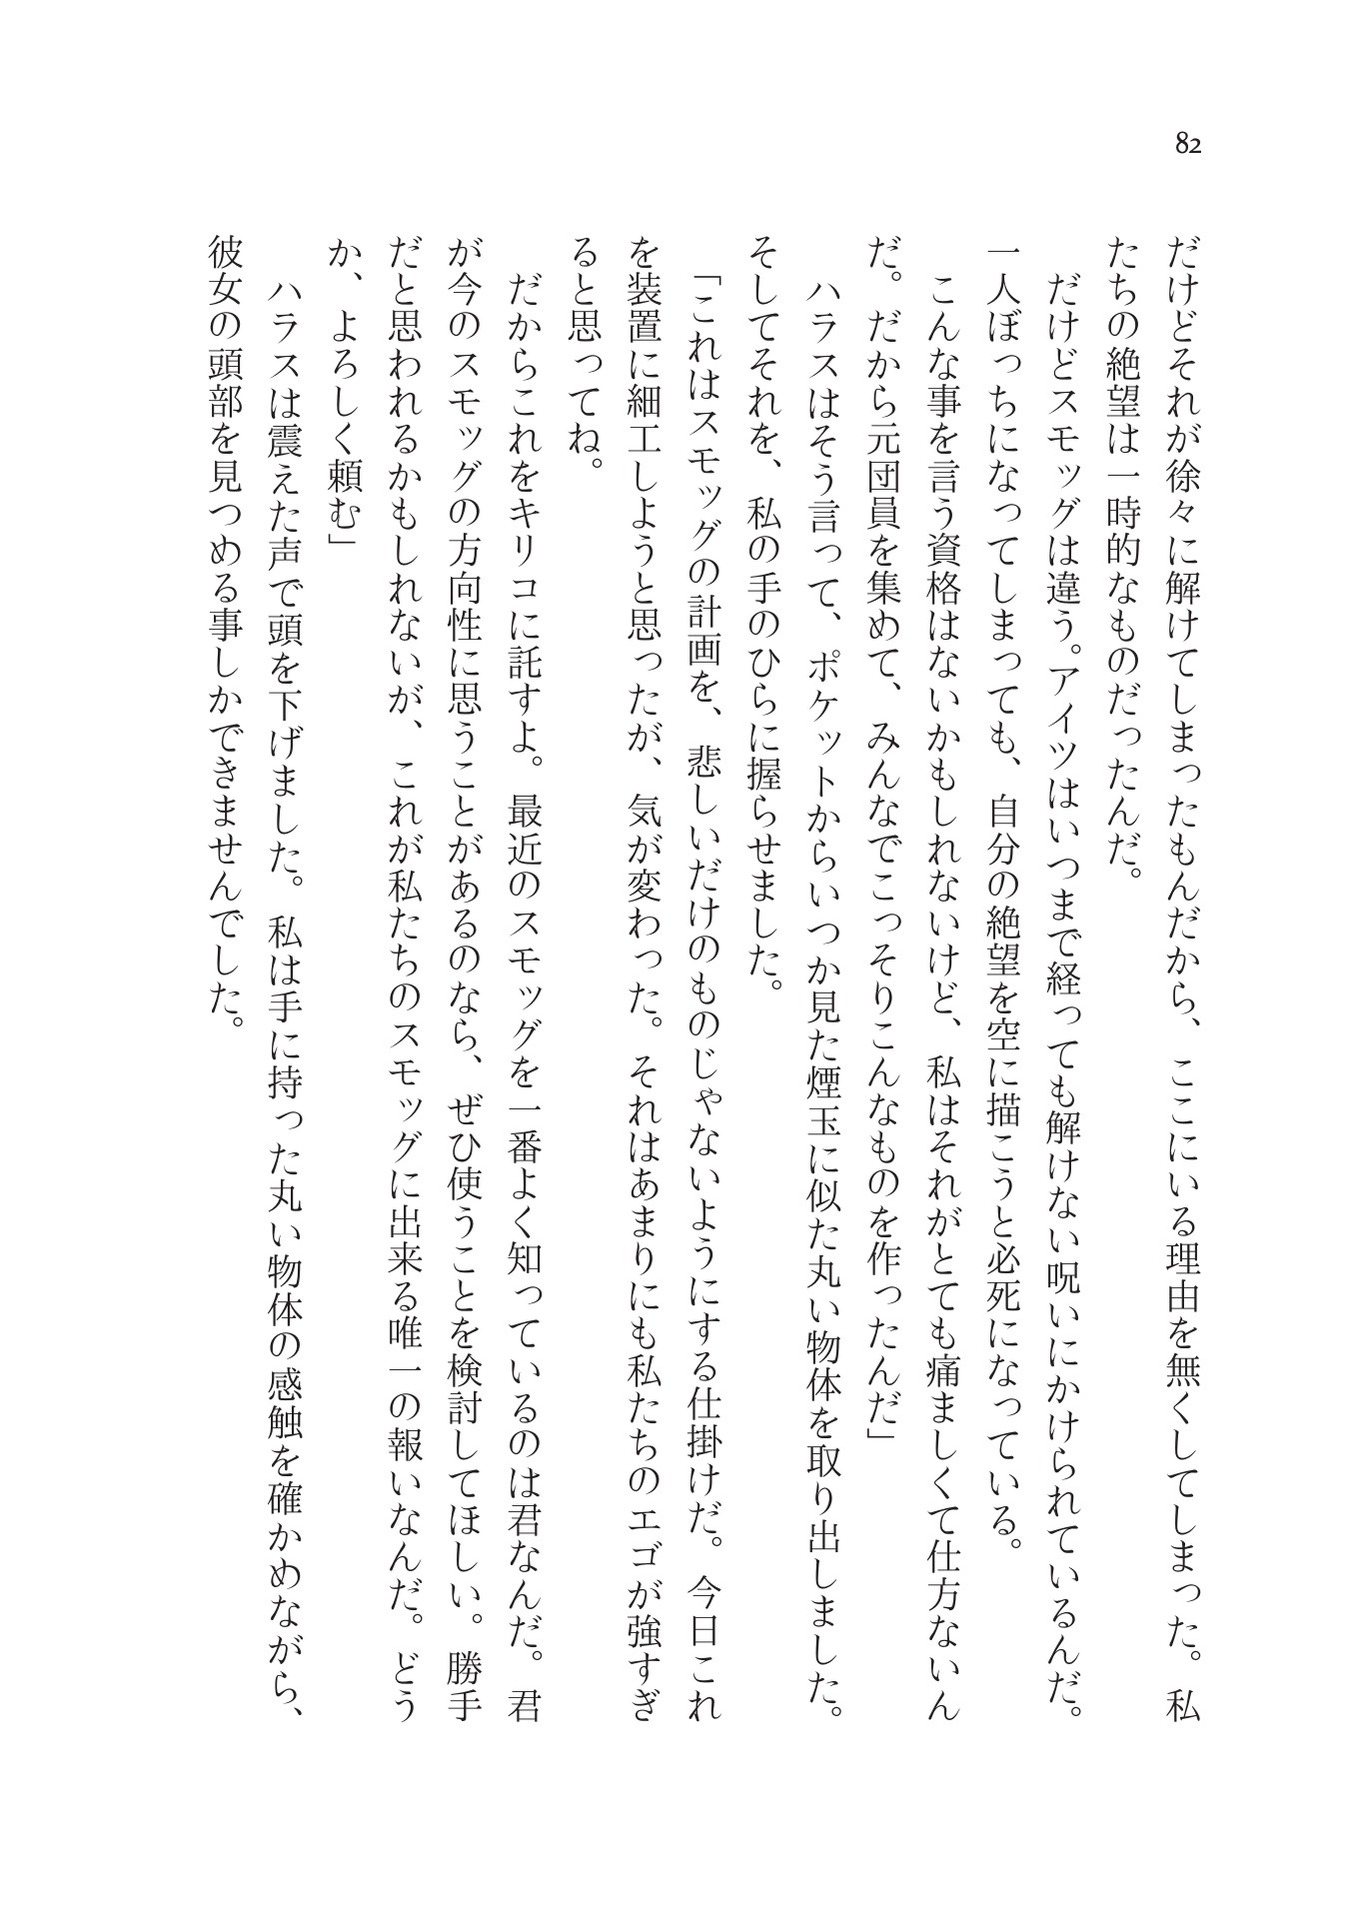 82
だけどそれが徐々に解けてしまったもんだから、ここにいる理由を無くしてしまった。私
たちの絶望は一時的なものだったんだ。
だけどスモッグは違う。アイツはいつまで経っても解けない呪いにかけられているんだ。
一人ぼっちになってしまっても、自分の絶望を空に描こうと必死になっている。
こんな事を言う資格はないかもしれないけど、私はそれがとても痛ましくて仕方ないん
だ。だから元団員を集めて、みんなでこっそりこんなものを作ったんだ」
ハラスはそう言って、ポケットからいつか見た煙玉に似た丸い物体を取り出しました。
そしてそれを、私の手のひらに握らせました。
「これはスモッグの計画を、悲しいだけのものじゃないようにする仕掛けだ。今日これ
を装置に細工しようと思ったが、気が変わった。それはあまりにも私たちのエゴが強すぎ
ると思ってね。
だからこれをキリコに託すよ。最近のスモッグを一番よく知っているのは君なんだ。君
が今のスモッグの方向性に思うことがあるのなら、ぜひ使うことを検討してほしい。勝手
だと思われるかもしれないが、これが私たちのスモッグに出来る唯一の報いなんだ。どう
か、よろしく頼む」
ハラスは震えた声で頭を下げました。私は手に持った丸い物体の感触を確かめながら、
彼女の頭部を見つめる事しかできませんでした。